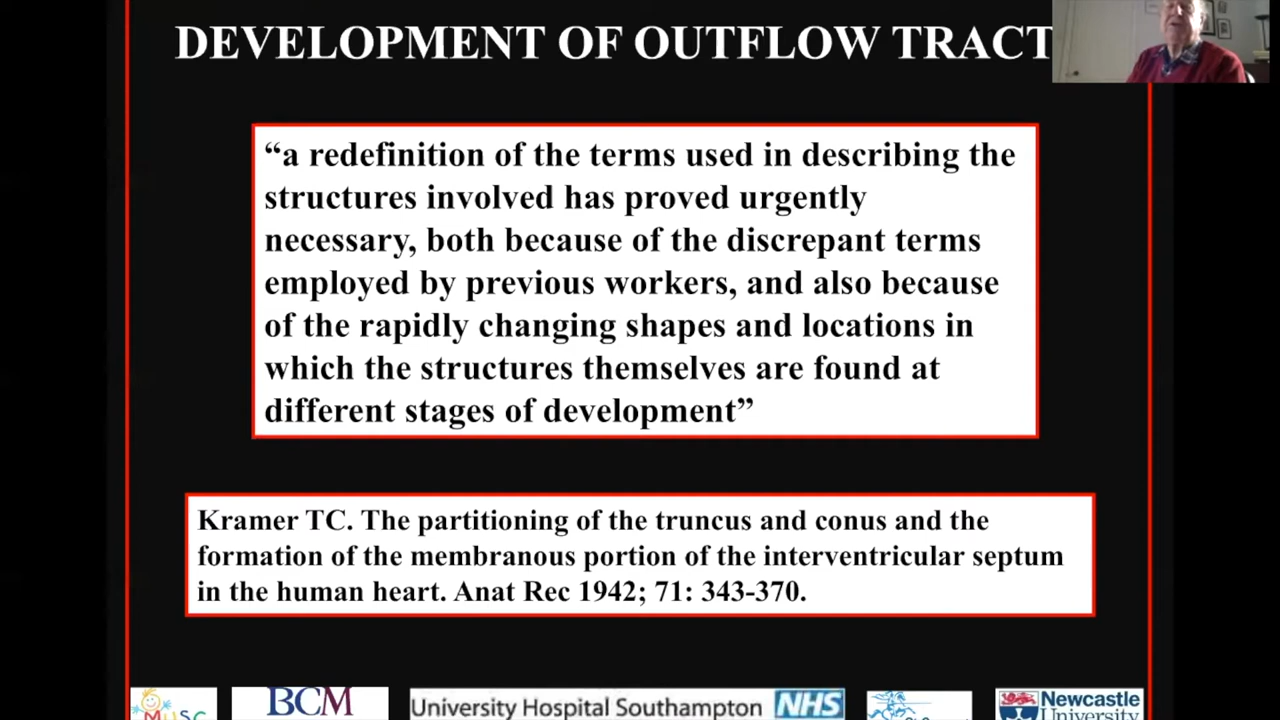 DEVELOPMENT OF OUTFLOW TRACT
“a redefinition of the terms used in describing the
structures involved has proved urgently
necessary, both because of the discrepant terms
employed by previous workers, and also because
of the rapidly changing shapes and locations in
which the structures themselves are found at
different stages of development”
Kramer TC. The partitioning of the truncus and conus and the
formation of the membranous portion of the interventricular septum
in the human heart. Anat Rec 1942; 71: 343-370.
MUSC
BCM
University Hospital Southampton NHS
Newcastle
University